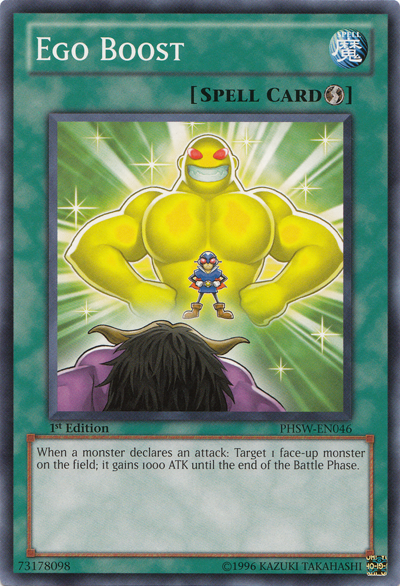 EGO BOOST
SPELL
魔
[SPELL CARD]
1st Edition
PHSW-EN046
When a monster declares an attack: Target 1 face-up monster
on the field; it gains 1000 ATK until the end of the Battle Phase.
73178098
©1996 KAZUKI TAKAHASHI